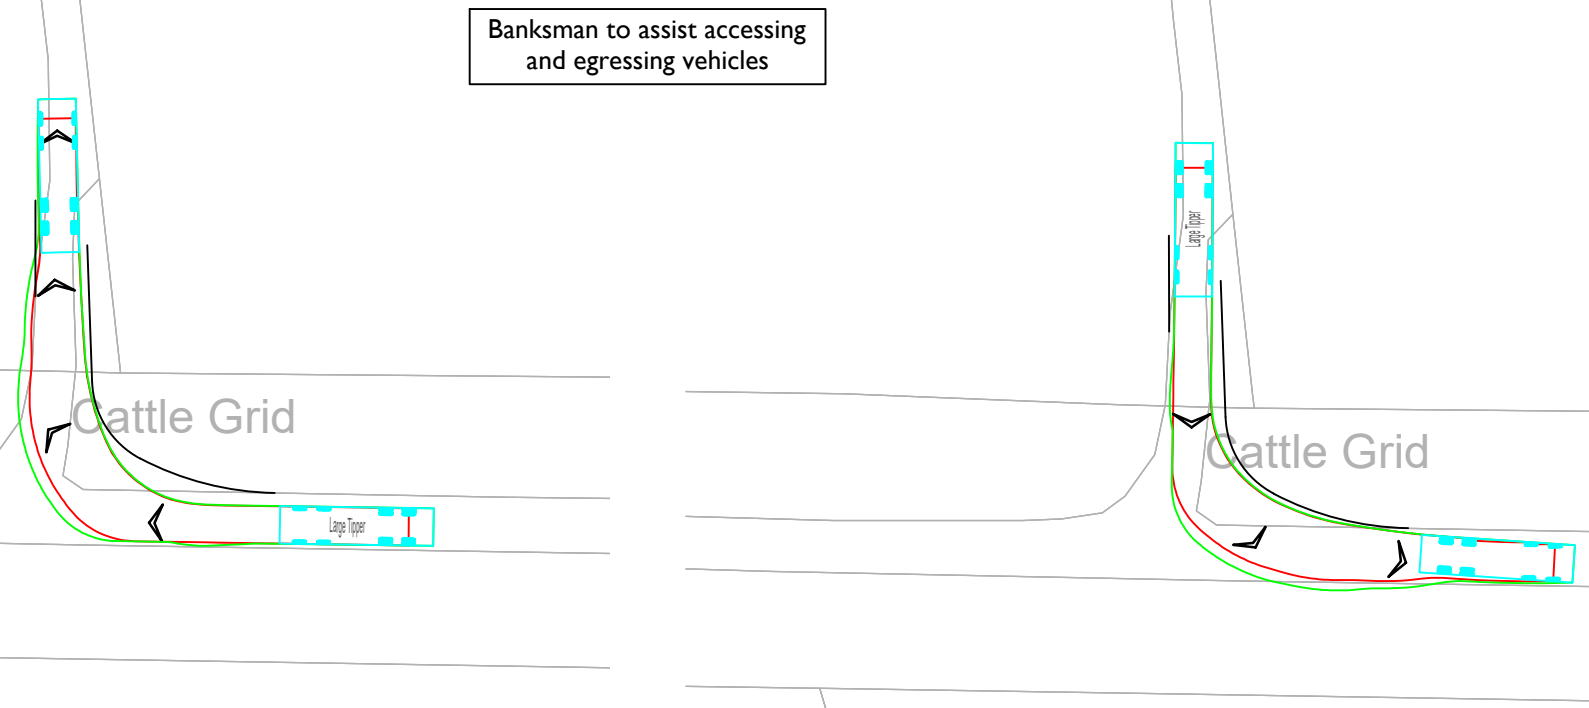 Banksman to assist accessing
and egressing vehicles
Large Tipper
Cattle Grid
Cattle Grid
Large Tipper